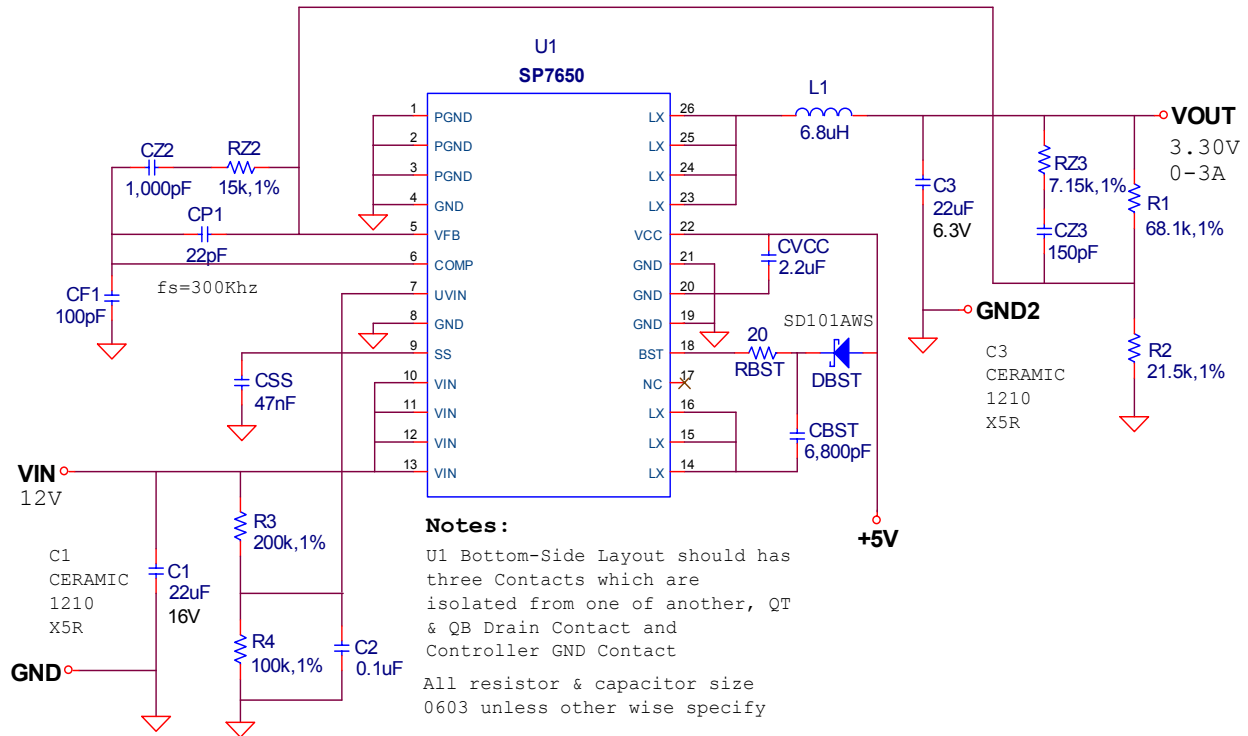 U1
SP7650
1 PGND
2 PGND
3 PGND
4 GND
5 VFB
6 COMP
7 UVIN
8 GND
9 SS
10 VIN
11 VIN
12 VIN
13 VIN
LX 26
LX 25
LX 24
LX 23
VCC 22
GND 21
GND 20
GND 19
BST 18
NC 17
LX 16
LX 15
LX 14
CZ2
1,000pF
RZ2
15k,1%
CP1
22pF
CF1
100pF
fs=300Khz
CSS
47nF
VIN
12V
R3
200k,1%
C1
CERAMIC
1210
X5R
C1
22uF
16V
R4
100k,1%
C2
0.1uF
GND
L1
6.8uH
VOUT
3.30V
0-3A
C3
22uF
6.3V
RZ3
7.15k,1%
CZ3
150pF
R1
68.1k,1%
CVCC
2.2uF
GND2
SD101AWS
20
RBST
DBST
CBST
6,800pF
C3
CERAMIC
1210
X5R
R2
21.5k,1%
+5V
Notes:
U1 Bottom-Side Layout should has
three Contacts which are
isolated from one of another, QT
& QB Drain Contact and
Controller GND Contact
All resistor & capacitor size
0603 unless other wise specify